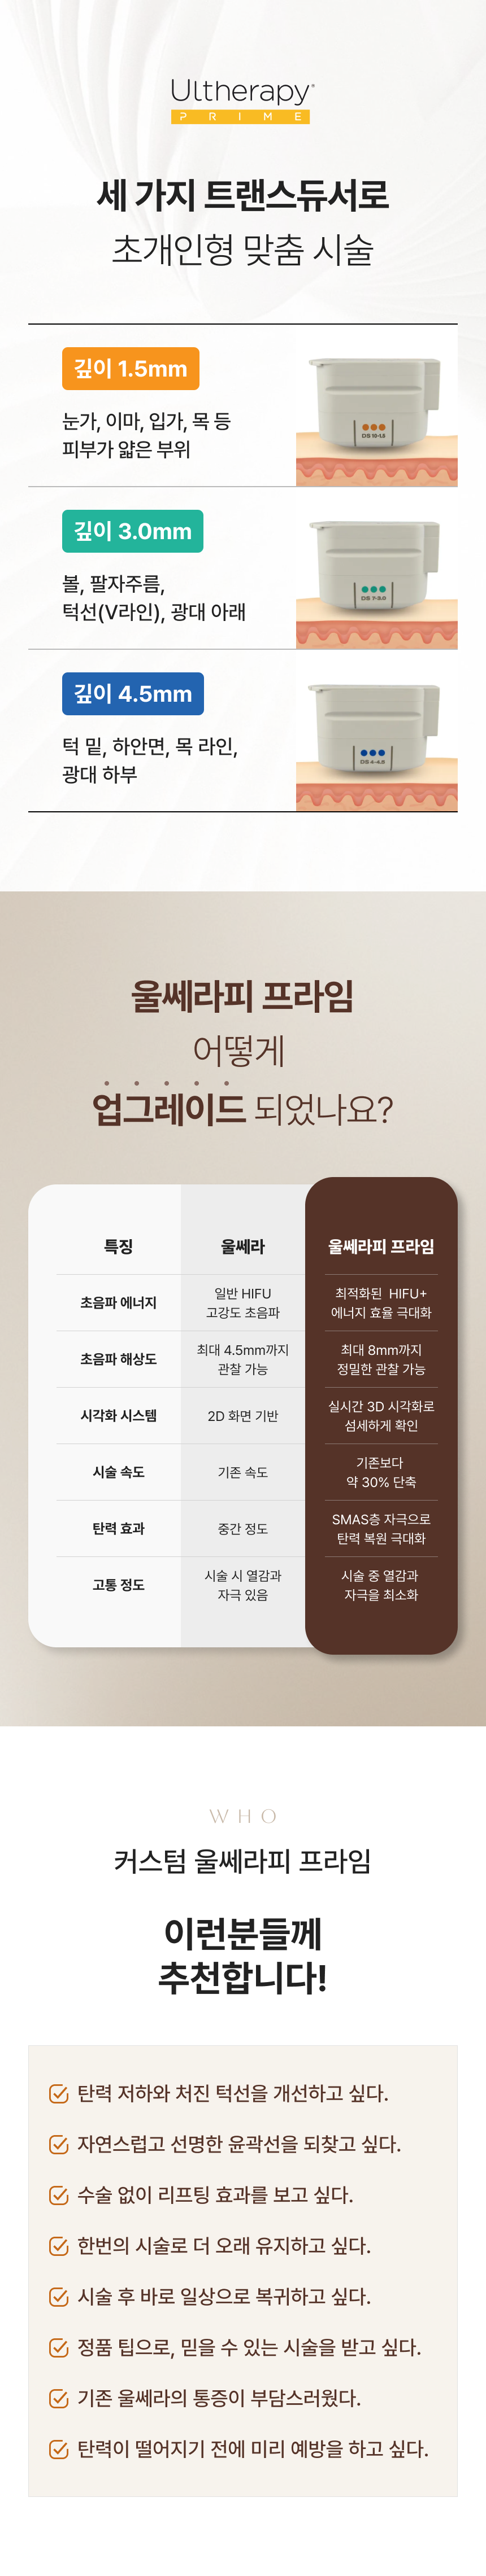 Ultherapy
PRIME
세 가지 트랜스듀서로
초개인형 맞춤 시술
깊이 1.5mm
눈가, 이마, 입가, 목 등
피부가 얇은 부위
DS 10-1.5
깊이 3.0mm
볼, 팔자주름,
턱선(V라인), 광대 아래
DS 7-3.0
깊이 4.5mm
턱 밑, 하안면, 목 라인,
광대 하부
DS 4-4.5
울쎄라피 프라임
어떻게
업그레이드 되었나요?
특징 울쎄라 울쎄라피 프라임
초음파 에너지
일반 HIFU
고강도 초음파
최적화된 HIFU+
에너지 효율 극대화
초음파 해상도
최대 4.5mm까지
관찰 가능
최대 8mm까지
정밀한 관찰 가능
시각화 시스템
2D 화면 기반
실시간 3D 시각화로
섬세하게 확인
시술 속도
기존 속도
기존보다
약 30% 단축
탄력 효과
중간 정도
SMAS층 자극으로
탄력 복원 극대화
고통 정도
시술 시 열감과
자극 있음
시술 중 열감과
자극을 최소화
WHO
커스텀 울쎄라피 프라임
이런분들께
추천합니다!
탄력 저하와 처진 턱선을 개선하고 싶다.
자연스럽고 선명한 윤곽선을 되찾고 싶다.
수술 없이 리프팅 효과를 보고 싶다.
한번의 시술로 더 오래 유지하고 싶다.
시술 후 바로 일상으로 복귀하고 싶다.
정품 팁으로, 믿을 수 있는 시술을 받고 싶다.
기존 울쎄라의 통증이 부담스러웠다.
탄력이 떨어지기 전에 미리 예방을 하고 싶다.